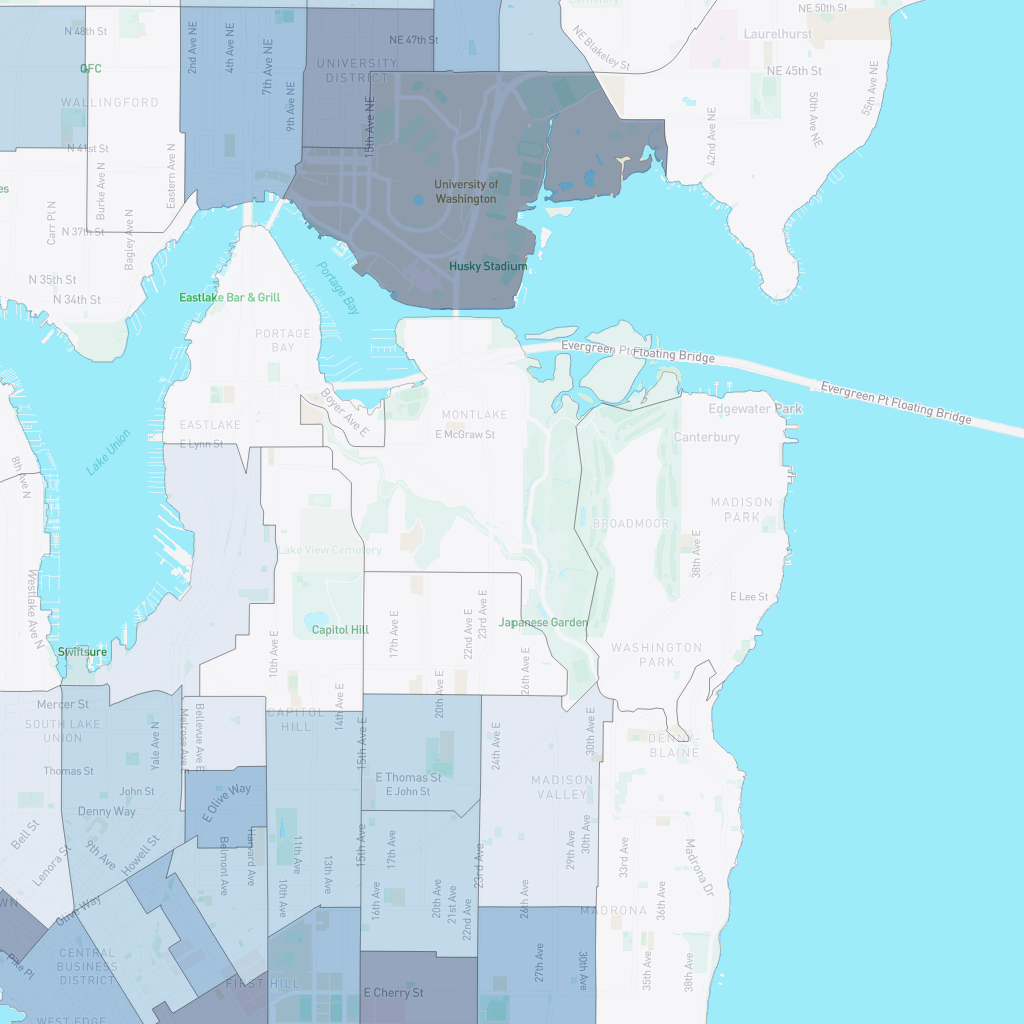 Cemetery
NE 50th St
N 48th St
2nd Ave NE
4th Ave NE
7th Ave NE
9th Ave NE
NE 47th St
NE Blakeley St
Laurelhurst
GFC
UNIVERSITY
DISTRICT
NE 45th St
55th Ave NE
50th Ave NE
42nd Ave NE
WALLINGFORD
15th Ave NE
N 41st St
Eastern Ave N
Burke Ave N
University of
Washington
Carr Pl N
Bagley Ave N
N 37th St
Husky Stadium
N 35th St
N 34th St
Portage Bay
Eastlake Bar & Grill
PORTAGE
BAY
Evergreen Pt Floating Bridge
Evergreen Pt Floating Bridge
Boyer Ave E
MONTLAKE
Edgewater Park
EASTLAKE
E McGraw St
Canterbury
E Lynn St
Lake Union
8th Ave N
MADISON
PARK
BROADMOOR
38th Ave E
Lake View Cemetery
Westlake Ave N
E Lee St
Capitol Hill
17th Ave E
22nd Ave E
23rd Ave E
Japanese Garden
10th Ave E
26th Ave E
WASHINGTON
PARK
Swiftsure
Mercer St
SOUTH LAKE
UNION
Yale Ave N
Melrose Ave E
Bellevue Ave E
CAPITOL
HILL
14th Ave E
15th Ave E
20th Ave E
24th Ave E
30th Ave E
DENNY-
BLAINE
Thomas St
John St
E Thomas St
E John St
MADISON
VALLEY
Denny Way
E Olive Way
Bell St
Lenora St
9th Ave
Howell St
Belmont Ave
Harvard Ave
11th Ave
13th Ave
15th Ave
17th Ave
23rd Ave
29th Ave
30th Ave
33rd Ave
Madrona Dr
Olive Way
10th Ave
16th Ave
20th Ave
21st Ave
22nd Ave
26th Ave
MADRONA
36th Ave
Pike Pl
CENTRAL
BUSINESS
DISTRICT
FIRST HILL
E Cherry St
27th Ave
30th Ave
35th Ave
38th Ave
WEST EDGE